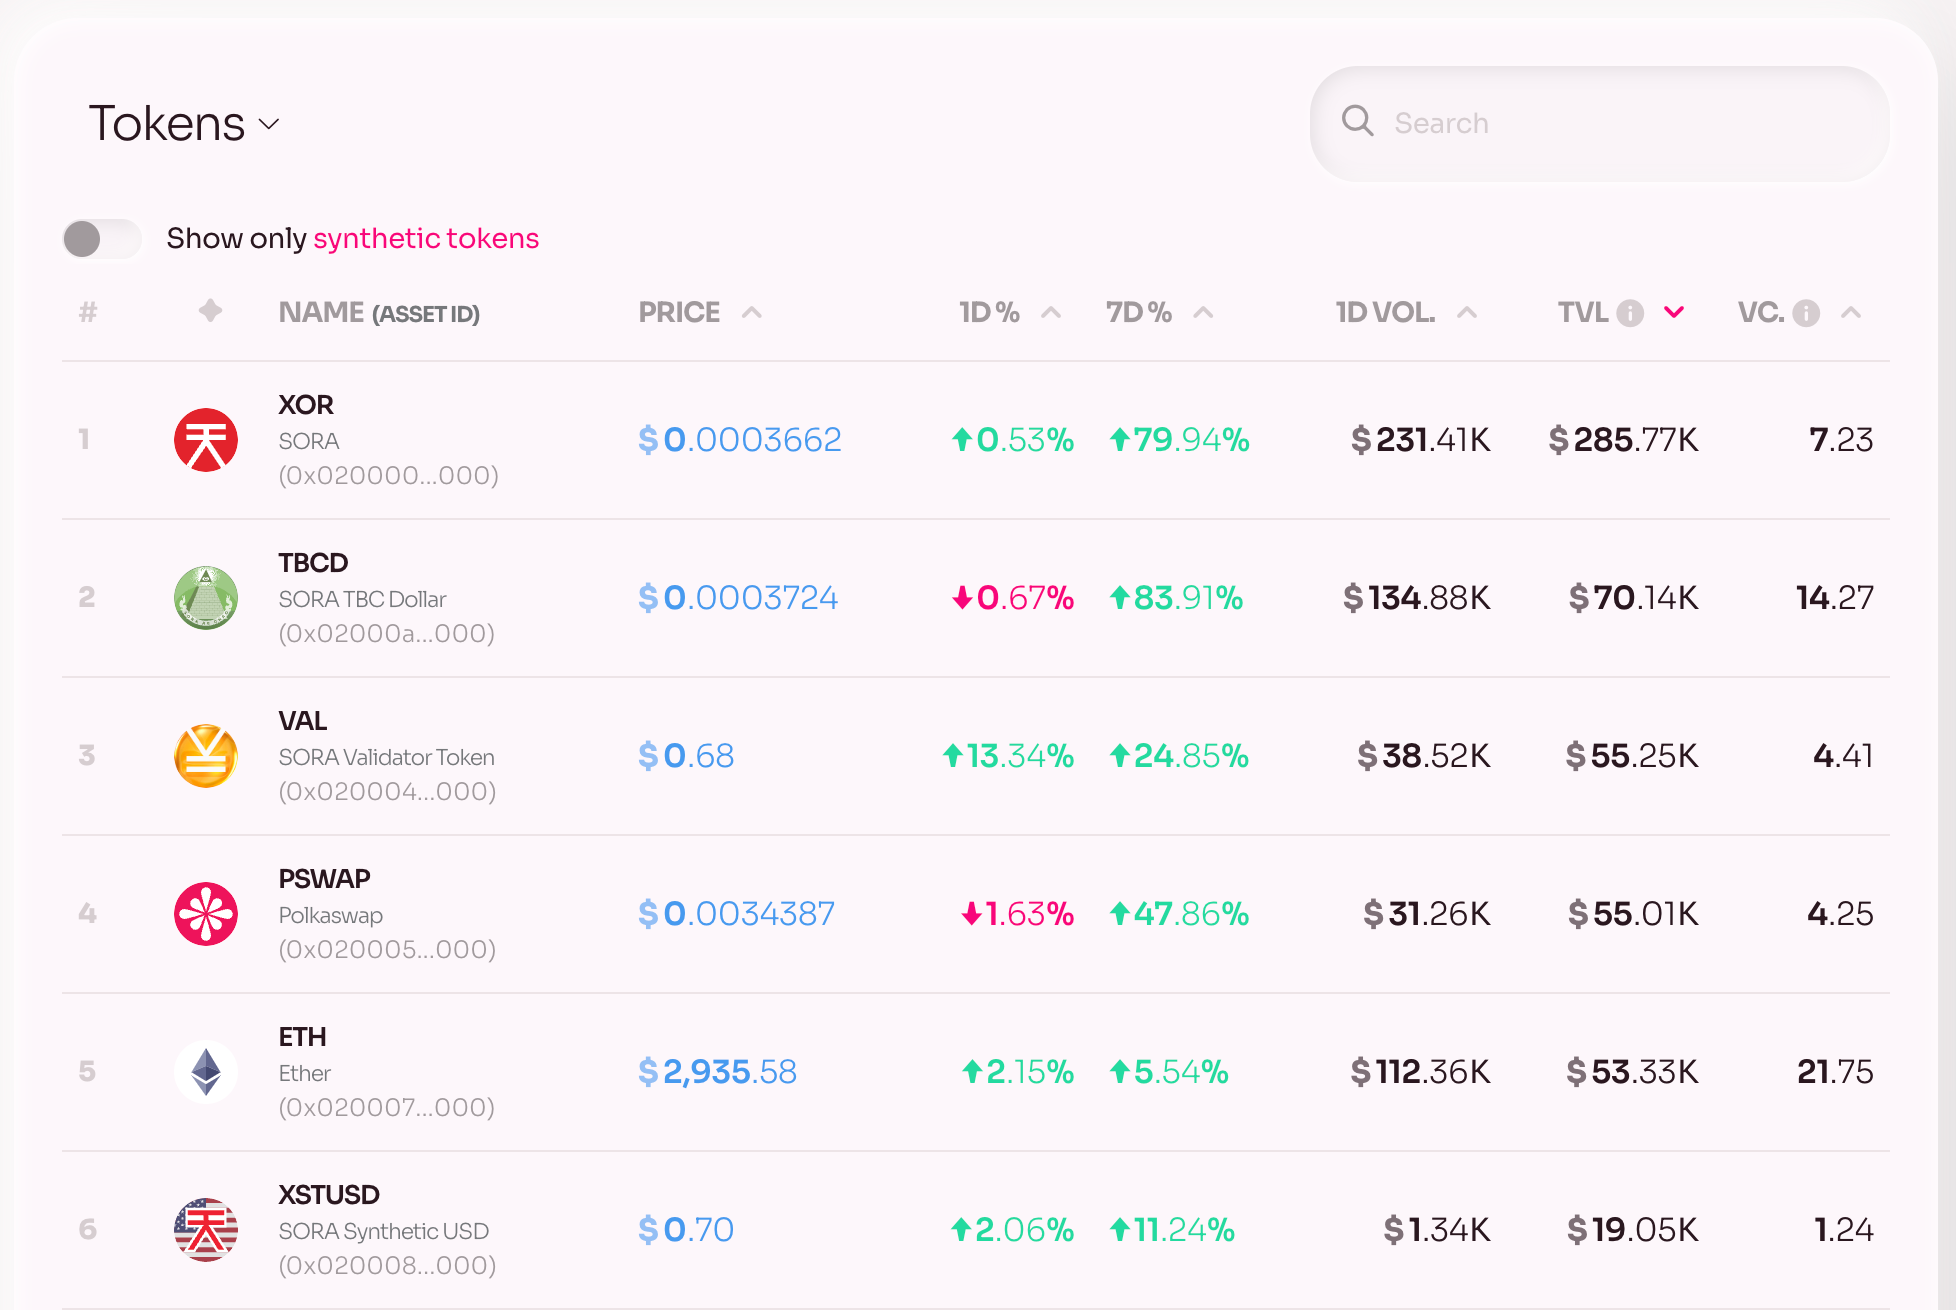 Tokens
Search
Show only synthetic tokens
# NAME (ASSET ID) PRICE 1D % 7D % 1D VOL. TVL VC.
XOR
1 SORA $0.0003662 0.53% 79.94% $231.41K $285.77K 7.23
(0x020000...000)
TBCD
2 SORA TBC Dollar $0.0003724 0.67% 83.91% $134.88K $70.14K 14.27
(0x02000a...000)
VAL
3 SORA Validator Token $0.68 13.34% 24.85% $38.52K $55.25K 4.41
(0x020004...000)
PSWAP
4 Polkaswap $0.0034387 1.63% 47.86% $31.26K $55.01K 4.25
(0x020005...000)
ETH
5 Ether $2,935.58 2.15% 5.54% $112.36K $53.33K 21.75
(0x020007...000)
XSTUSD
6 SORA Synthetic USD $0.70 2.06% 11.24% $1.34K $19.05K 1.24
(0x020008...000)